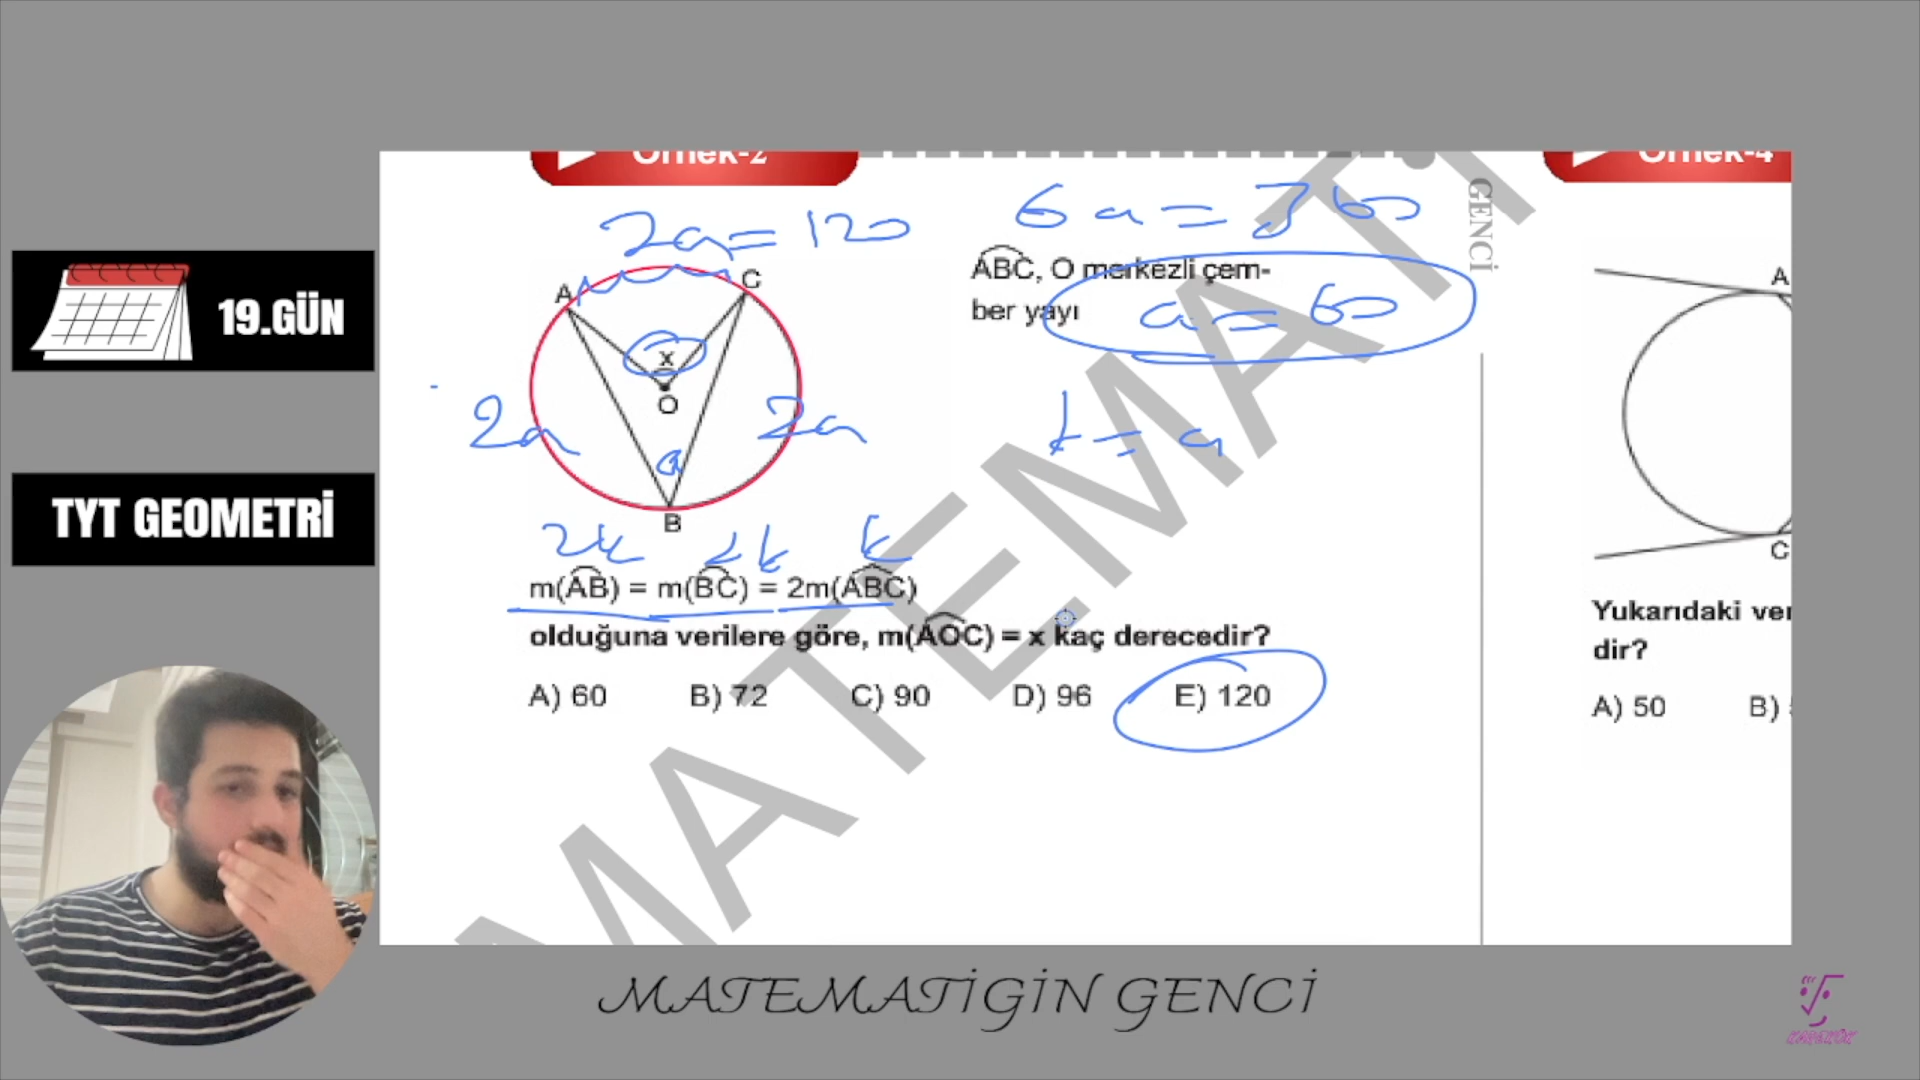 Örnek-2
Örnek-4
19.GÜN
TYT GEOMETRİ
2a = 120
6a = 360
a = 60
k = a
A
C
x
O
2a
2a
a
B
ABC, O merkezli çem-
ber yayı
2k 2k k
m(AB) = m(BC) = 2m(ABC)
olduğuna verilere göre, m(AOC) = x kaç derecedir?
A) 60 B) 72 C) 90 D) 96 E) 120
GENCİ
MATEMATİ
A
C
Yukarıdaki
dir?
A) 50 B)
MATEMATİĞİN GENCİ
KAREKÖK